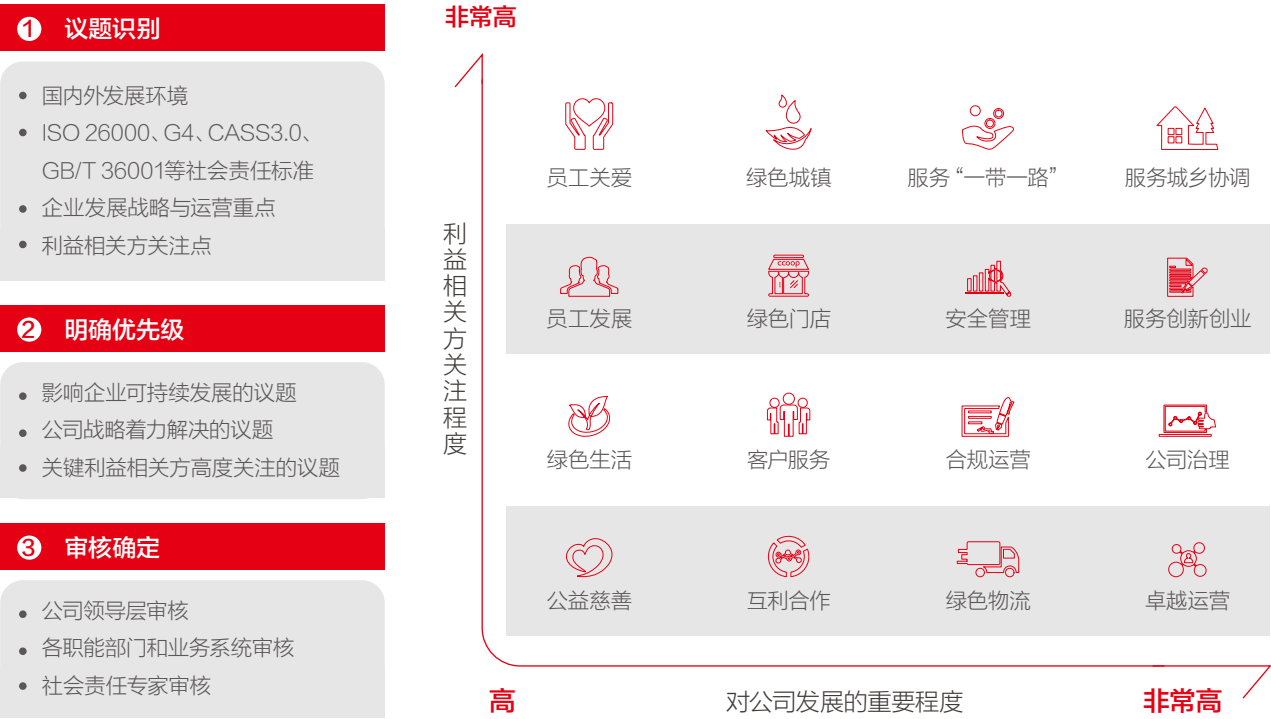 1 议题识别
• 国内外发展环境
• ISO 26000、G4、CASS3.0、
GB/T 36001等社会责任标准
• 企业发展战略与运营重点
• 利益相关方关注点
2 明确优先级
• 影响企业可持续发展的议题
• 公司战略着力解决的议题
• 关键利益相关方高度关注的议题
3 审核确定
• 公司领导层审核
• 各职能部门和业务系统审核
• 社会责任专家审核
非常高
利益相关方关注程度
员工关爱 绿色城镇 服务“一带一路” 服务城乡协调
ccoop
员工发展 绿色门店 安全管理 服务创新创业
绿色生活 客户服务 合规运营 公司治理
公益慈善 互利合作 绿色物流 卓越运营
高 对公司发展的重要程度 非常高